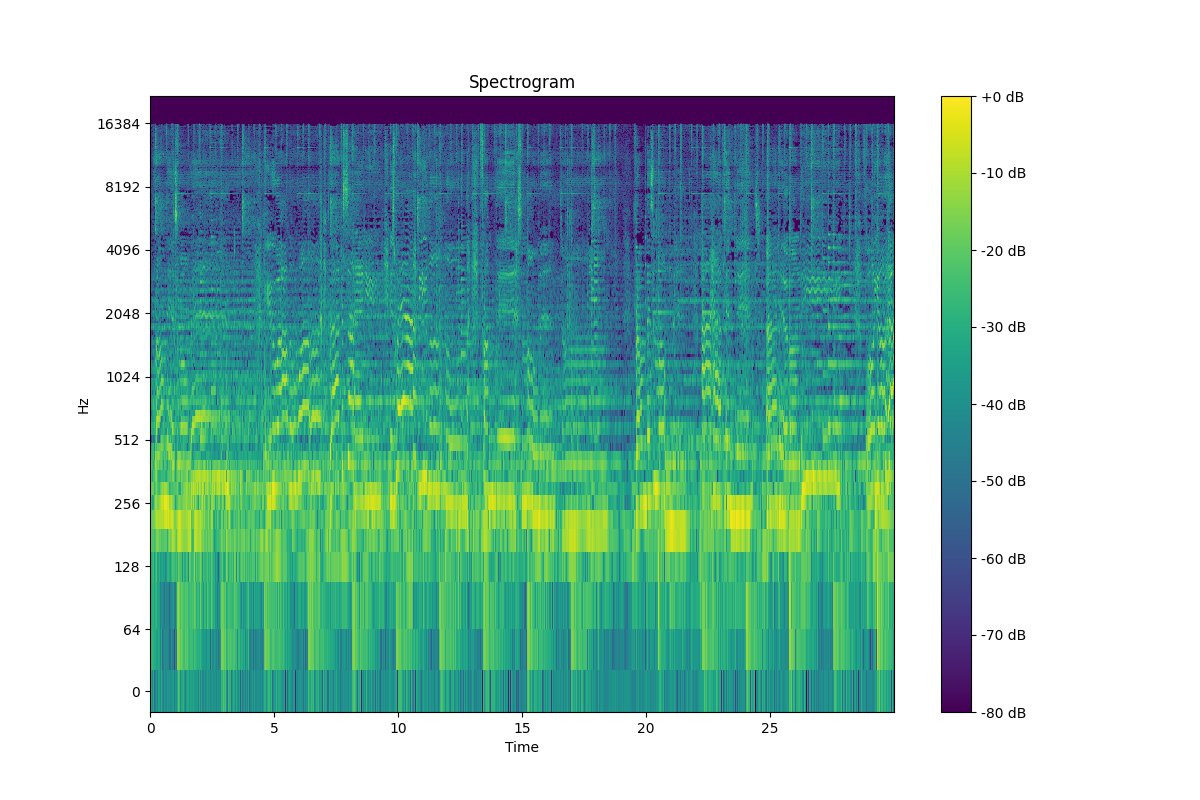 Spectrogram
+0 dB
16384
-10 dB
8192
-20 dB
4096
-30 dB
2048
1024
-40 dB
Hz
512
-50 dB
256
-60 dB
128
64
-70 dB
0
-80 dB
0 5 10 15 20 25
Time